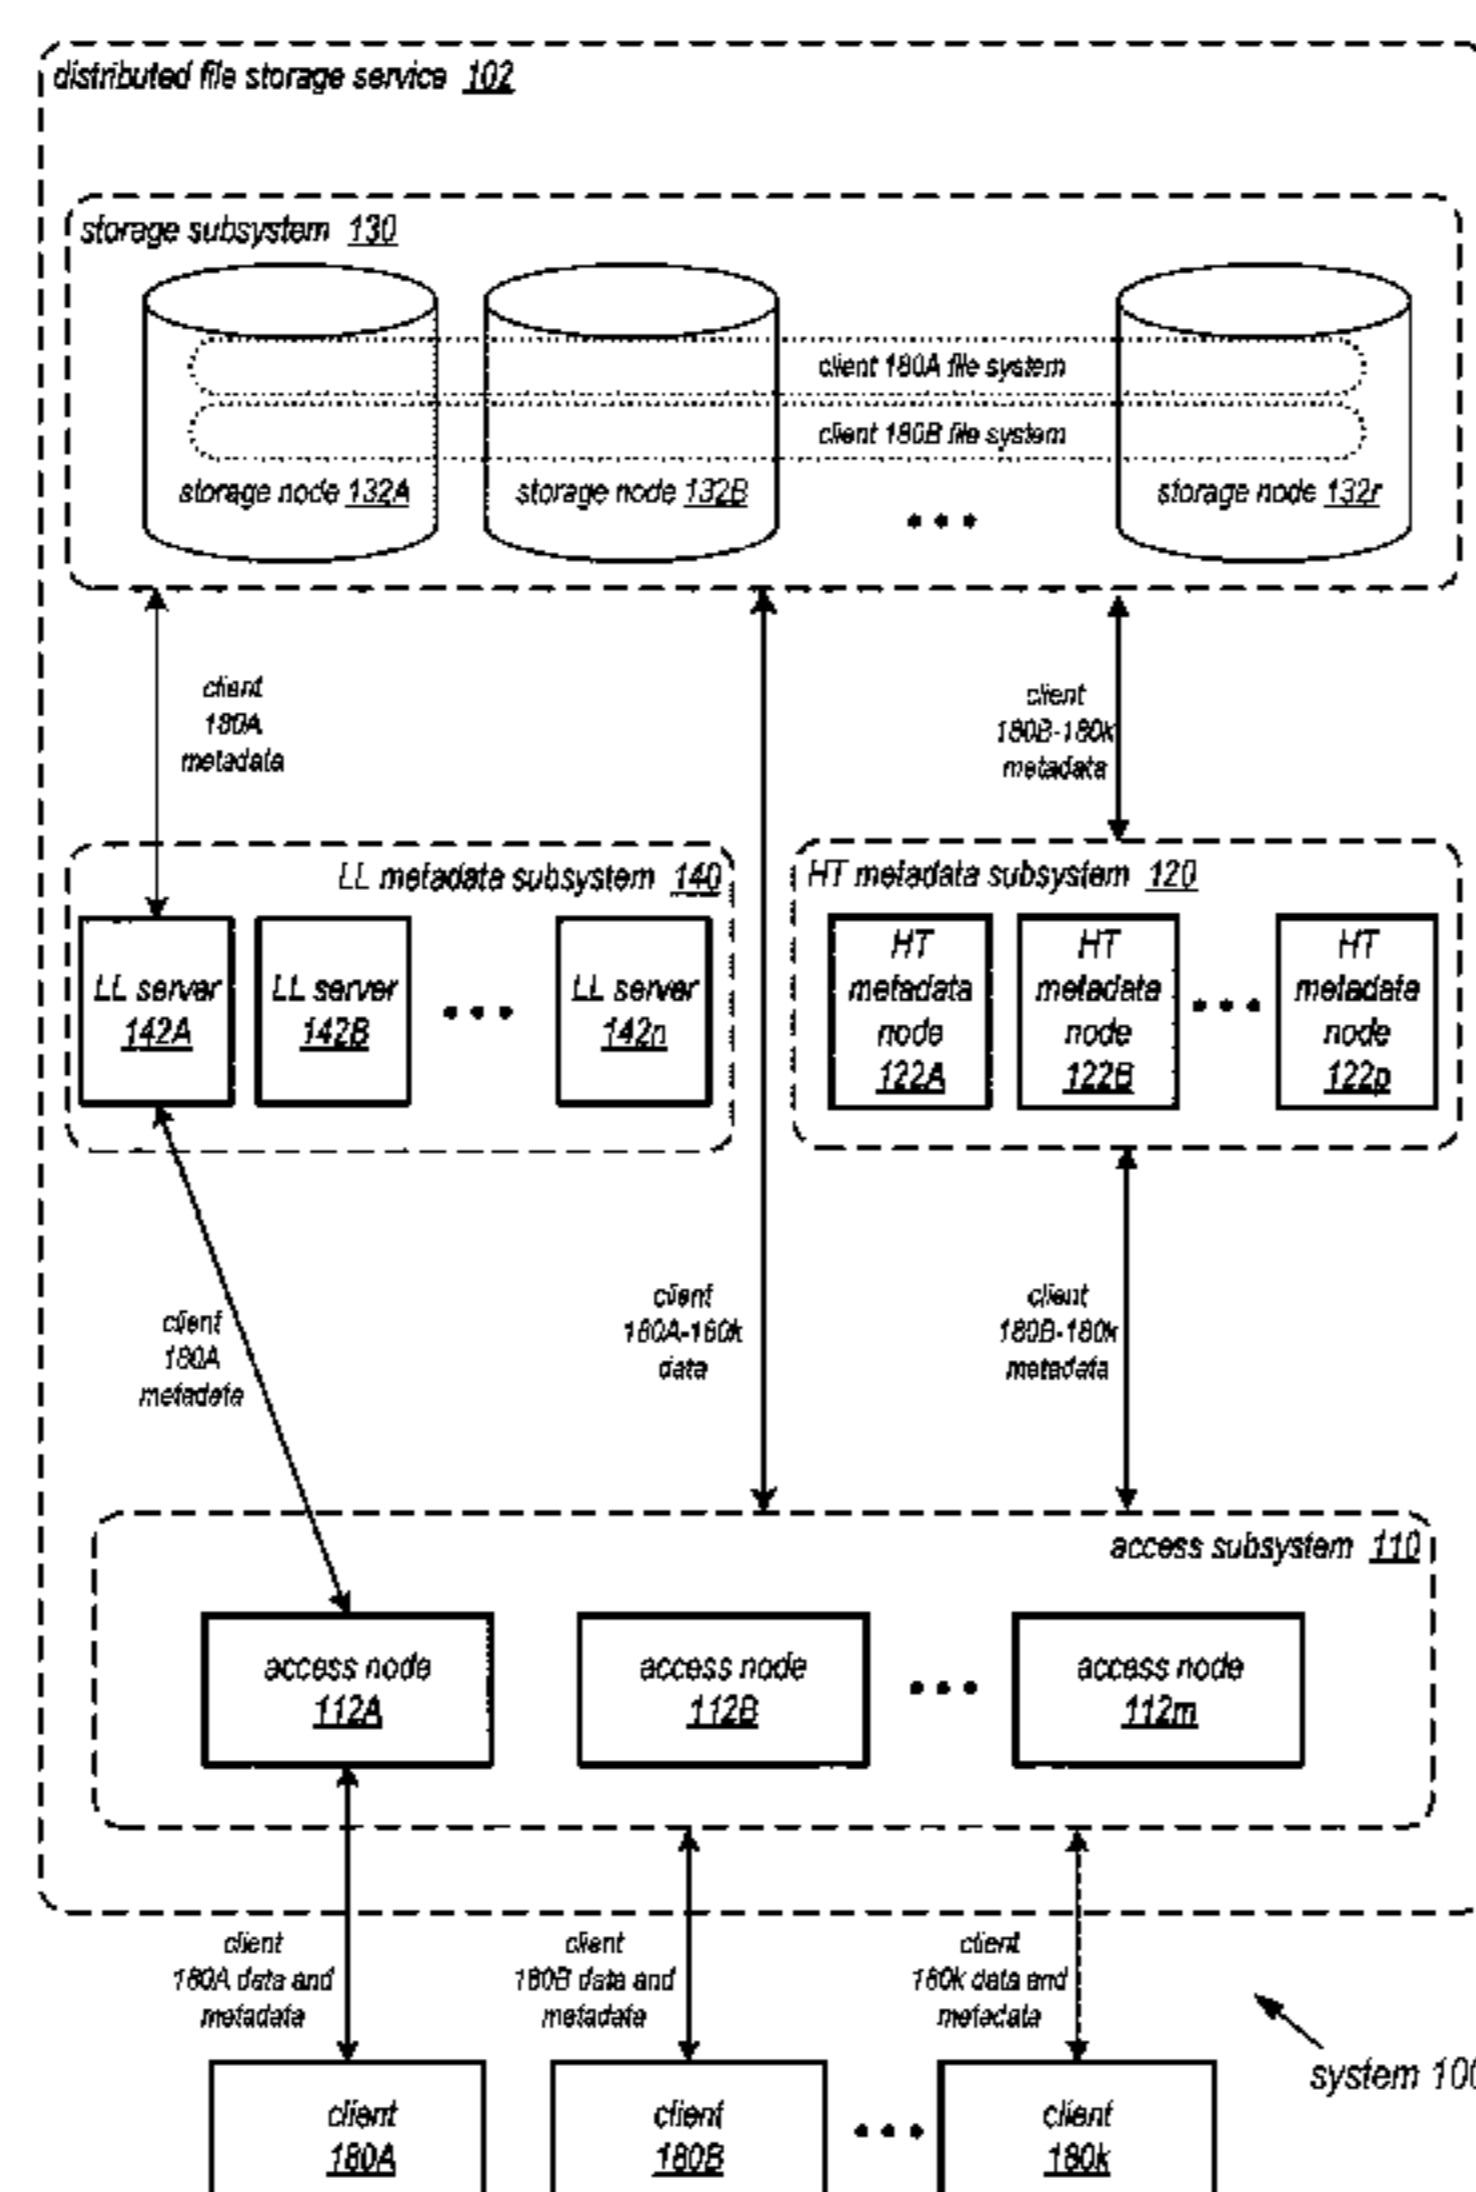 distributed file storage service 102
storage subsystem 130
client 180A file system
client 180B file system
storage node 132A
storage node 132B
storage node 132r
client
180A
metadata
client
180B-180k
metadata
LL metadata subsystem 140
HT metadata subsystem 120
LL server
142A
LL server
142B
LL server
142n
HT
metadata
node
122A
HT
metadata
node
122B
HT
metadata
node
122p
client
180A
metadata
client
180A-180k
data
client
180B-180k
metadata
access subsystem 110
access node
112A
access node
112B
access node
112m
client
180A data and
metadata
client
180B data and
metadata
client
180k data and
metadata
system 100
client
180A
client
180B
client
180k